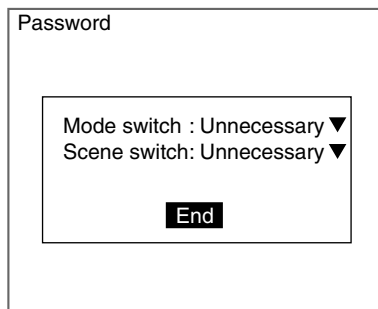 Password
Mode switch : Unnecessary▼
Scene switch: Unnecessary▼
End